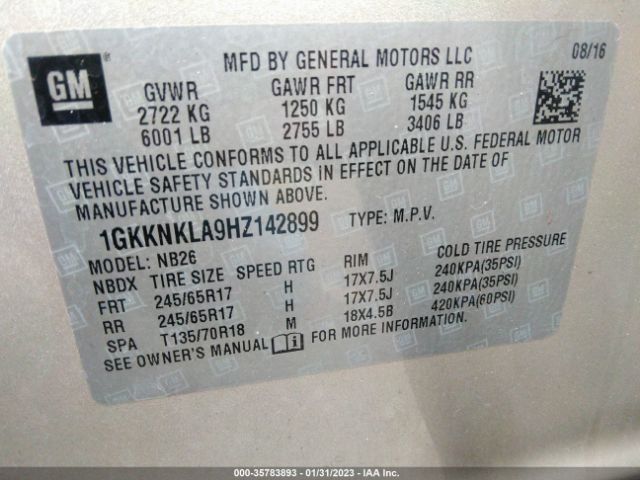 GM ®
MFD BY GENERAL MOTORS LLC 08/16
GVWR GAWR FRT GAWR RR
2722 KG 1250 KG 1545 KG
6001 LB 2755 LB 3406 LB
THIS VEHICLE CONFORMS TO ALL APPLICABLE U.S. FEDERAL MOTOR
VEHICLE SAFETY STANDARDS IN EFFECT ON THE DATE OF
MANUFACTURE SHOWN ABOVE.
1GKKNKLA9HZ142899 TYPE: M.P.V.
MODEL: NB26
NBDX TIRE SIZE SPEED RTG RIM COLD TIRE PRESSURE
FRT 245/65R17 H 17X7.5J 240KPA(35PSI)
RR 245/65R17 H 17X7.5J 240KPA(35PSI)
SPA T135/70R18 M 18X4.5B 420KPA(60PSI)
SEE OWNER'S MANUAL FOR MORE INFORMATION.
000-35783893 - 01/31/2023 - IAA Inc.